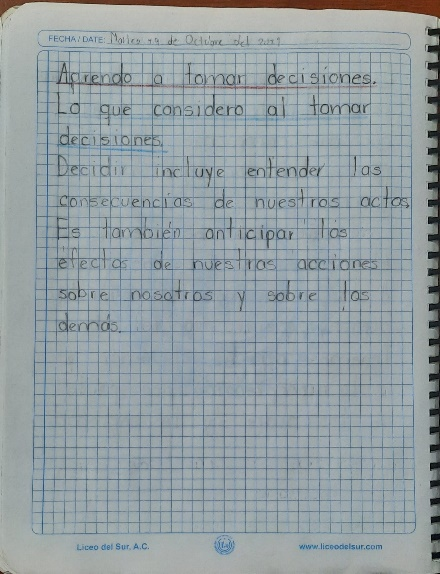 FECHA / DATE: Martes de Octubre del
Aprendo a tomar decisiones.
Lo que considero al tomar
decisiones.
Decidir incluye entender las
consecuencias de nuestros actos
Es también anticipar los
efectos de nuestras acciones
sobre nosotros y sobre los
demás.
Liceo del Sur, A.C. www.liceodelsur.com